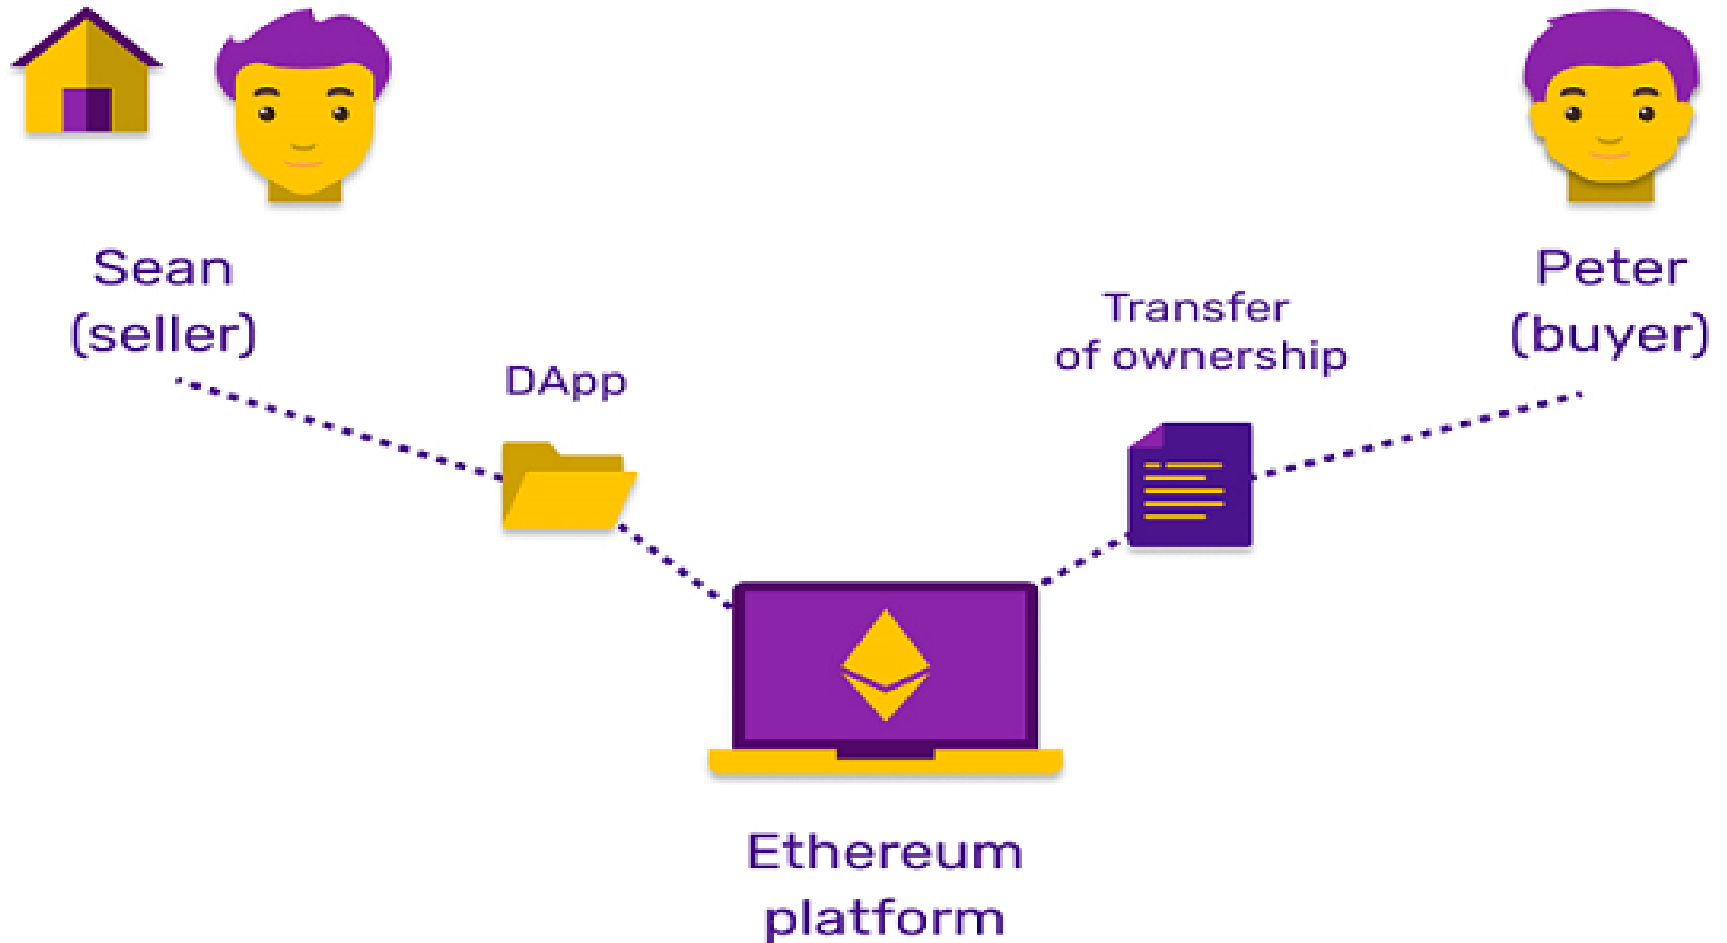 Sean
(seller)
DApp
Transfer
of ownership
Peter
(buyer)
Ethereum
platform